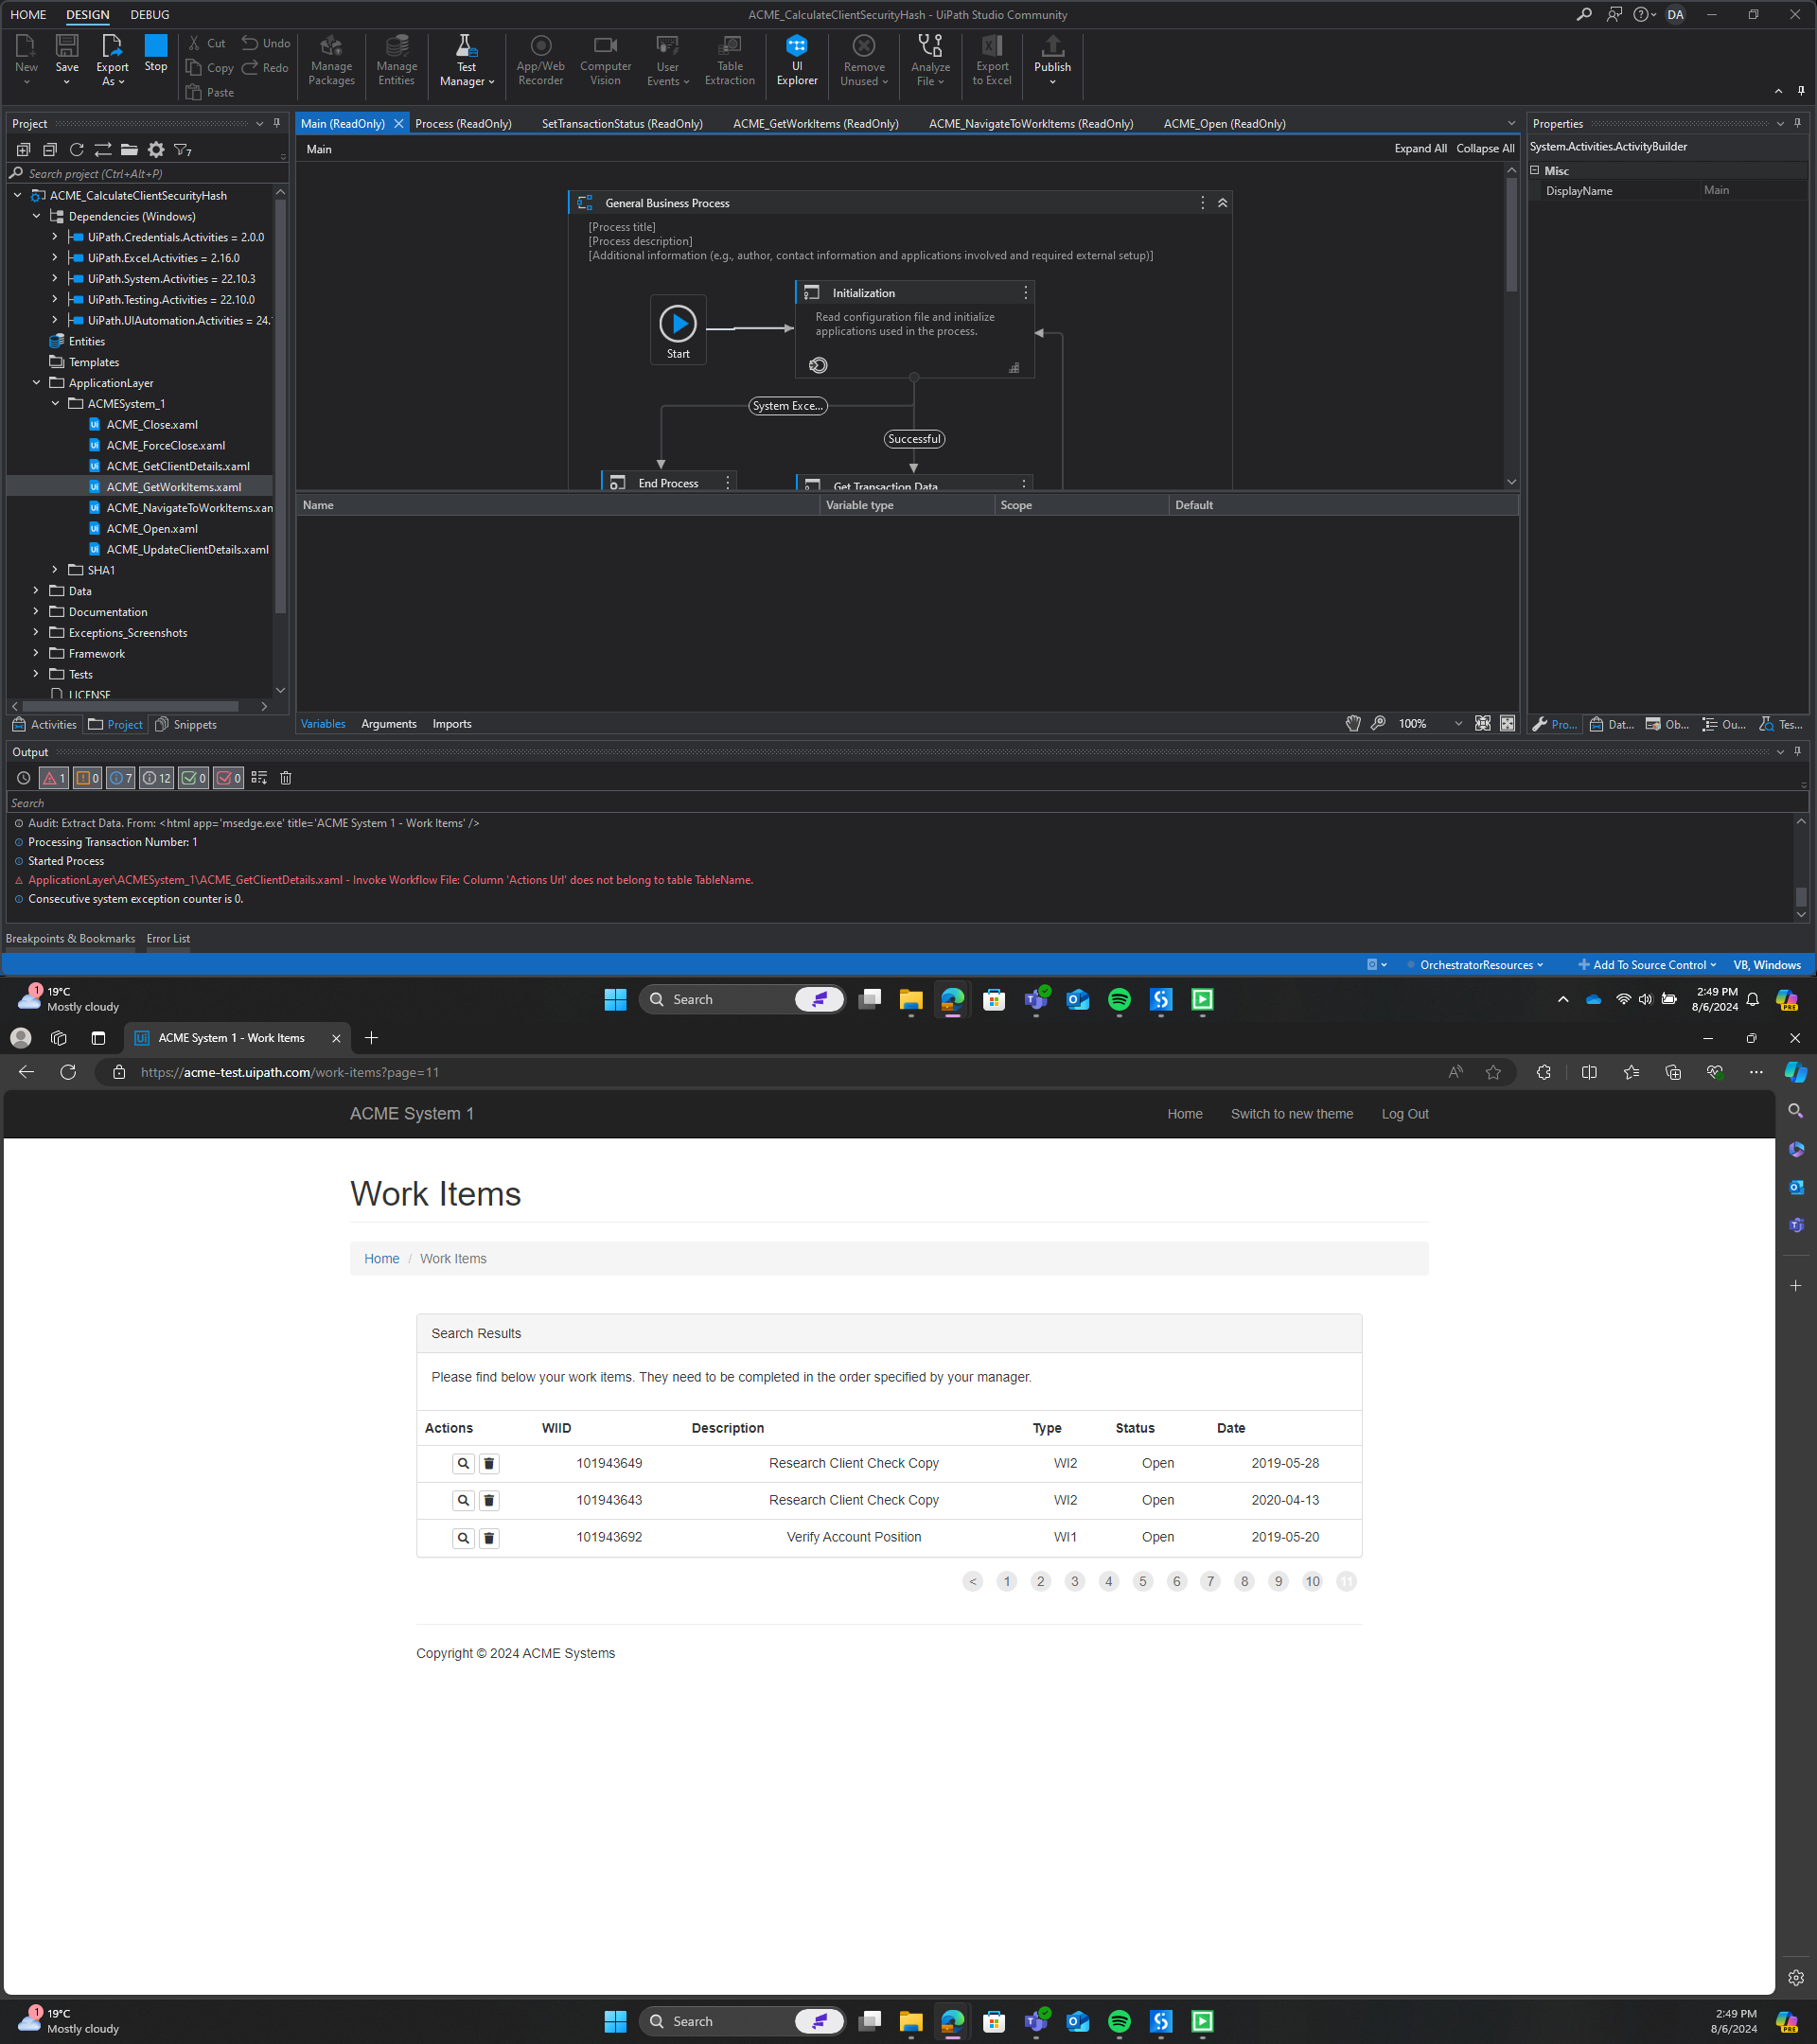 HOME DESIGN DEBUG
ACME_CalculateClientSecurityHash - UiPath Studio Community
DA
New
Save
Export As
Stop
Cut
Copy
Paste
Undo
Redo
Manage Packages
Manage Entities
Test Manager
App/Web Recorder
Computer Vision
User Events
Table Extraction
UI Explorer
Remove Unused
Analyze File
Export to Excel
Publish
Project
Search project (Ctrl+Alt+P)
ACME_CalculateClientSecurityHash
Dependencies (Windows)
UiPath.Credentials.Activities = 2.0.0
UiPath.Excel.Activities = 2.16.0
UiPath.System.Activities = 22.10.3
UiPath.Testing.Activities = 22.10.0
UiPath.UIAutomation.Activities = 24.
Entities
Templates
ApplicationLayer
ACMESystem_1
ACME_Close.xaml
ACME_ForceClose.xaml
ACME_GetClientDetails.xaml
ACME_GetWorkItems.xaml
ACME_NavigateToWorkItems.xam
ACME_Open.xaml
ACME_UpdateClientDetails.xaml
SHA1
Data
Documentation
Exceptions_Screenshots
Framework
Tests
LICENSE
Activities Project Snippets
Main (ReadOnly) Process (ReadOnly) SetTransactionStatus (ReadOnly) ACME_GetWorkItems (ReadOnly) ACME_NavigateToWorkItems (ReadOnly) ACME_Open (ReadOnly)
Main
Expand All Collapse All
General Business Process
[Process title]
[Process description]
[Additional information (e.g., author, contact information and applications involved and required external setup)]
Start
Initialization
Read configuration file and initialize
applications used in the process.
System Exce...
Successful
End Process
Get Transaction Data
Name Variable type Scope Default
Variables Arguments Imports
100%
Properties
System.Activities.ActivityBuilder
Misc
DisplayName Main
Pro... Dat... Ob... Ou... Tes...
Output
1 0 7 12 0 0
Search
Audit: Extract Data. From: <html app='msedge.exe' title='ACME System 1 - Work Items' />
Processing Transaction Number: 1
Started Process
ApplicationLayer\ACMESystem_1\ACME_GetClientDetails.xaml - Invoke Workflow File: Column 'Actions Url' does not belong to table TableName.
Consecutive system exception counter is 0.
Breakpoints & Bookmarks Error List
OrchestratorResources Add To Source Control VB, Windows
1
19°C
Mostly cloudy
Search
2:49 PM
8/6/2024
PRE
ACME System 1 - Work Items
https://acme-test.uipath.com/work-items?page=11
ACME System 1
Home Switch to new theme Log Out
Work Items
Home / Work Items
Search Results
Please find below your work items. They need to be completed in the order specified by your manager.
Actions WIID Description Type Status Date
101943649 Research Client Check Copy WI2 Open 2019-05-28
101943643 Research Client Check Copy WI2 Open 2020-04-13
101943692 Verify Account Position WI1 Open 2019-05-20
< 1 2 3 4 5 6 7 8 9 10 11
Copyright © 2024 ACME Systems
1
19°C
Mostly cloudy
Search
2:49 PM
8/6/2024
PRE